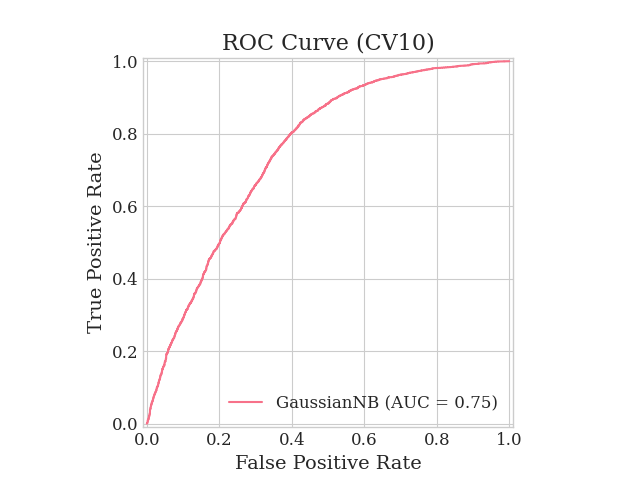 ROC Curve (CV10)
True Positive Rate
1.0
0.8
0.6
0.4
0.2
0.0
GaussianNB (AUC = 0.75)
0.0 0.2 0.4 0.6 0.8 1.0
False Positive Rate